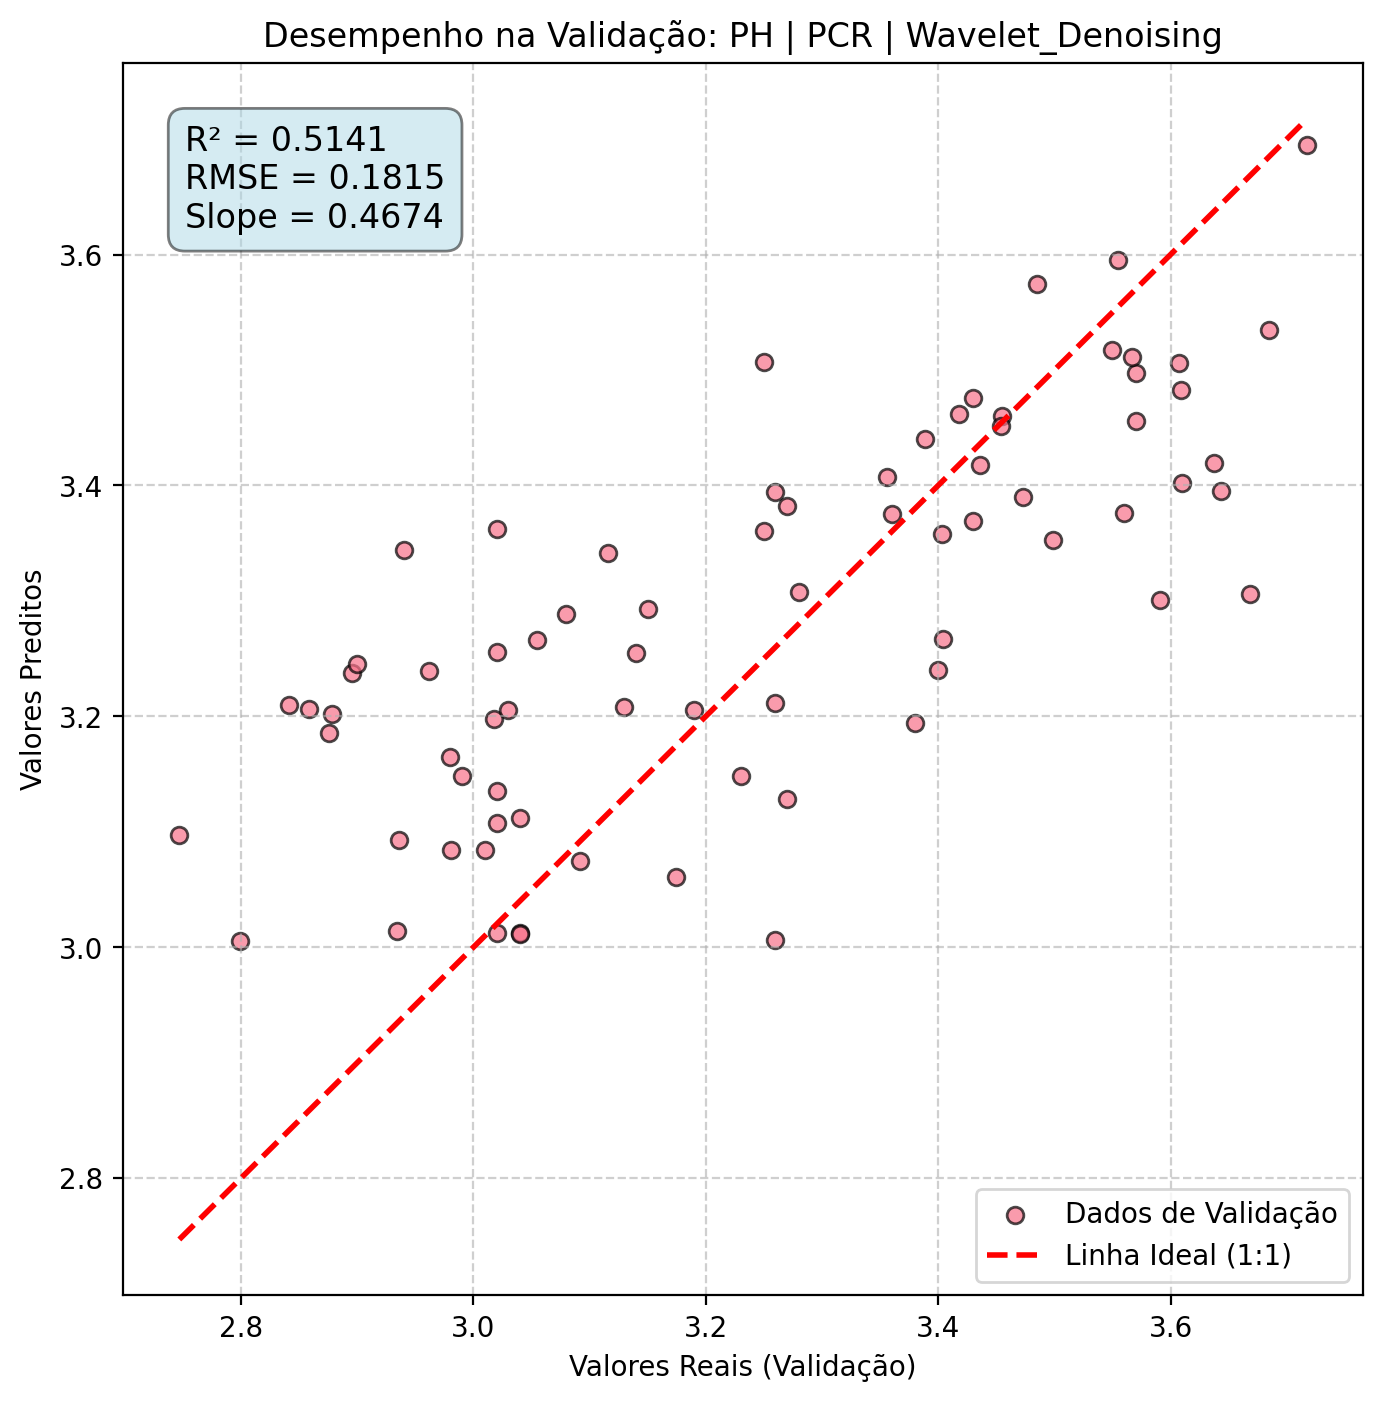 Desempenho na Validação: PH | PCR | Wavelet_Denoising
R² = 0.5141
RMSE = 0.1815
Slope = 0.4674
Valores Preditos
3.6
3.4
3.2
3.0
2.8
Dados de Validação
Linha Ideal (1:1)
2.8 3.0 3.2 3.4 3.6
Valores Reais (Validação)